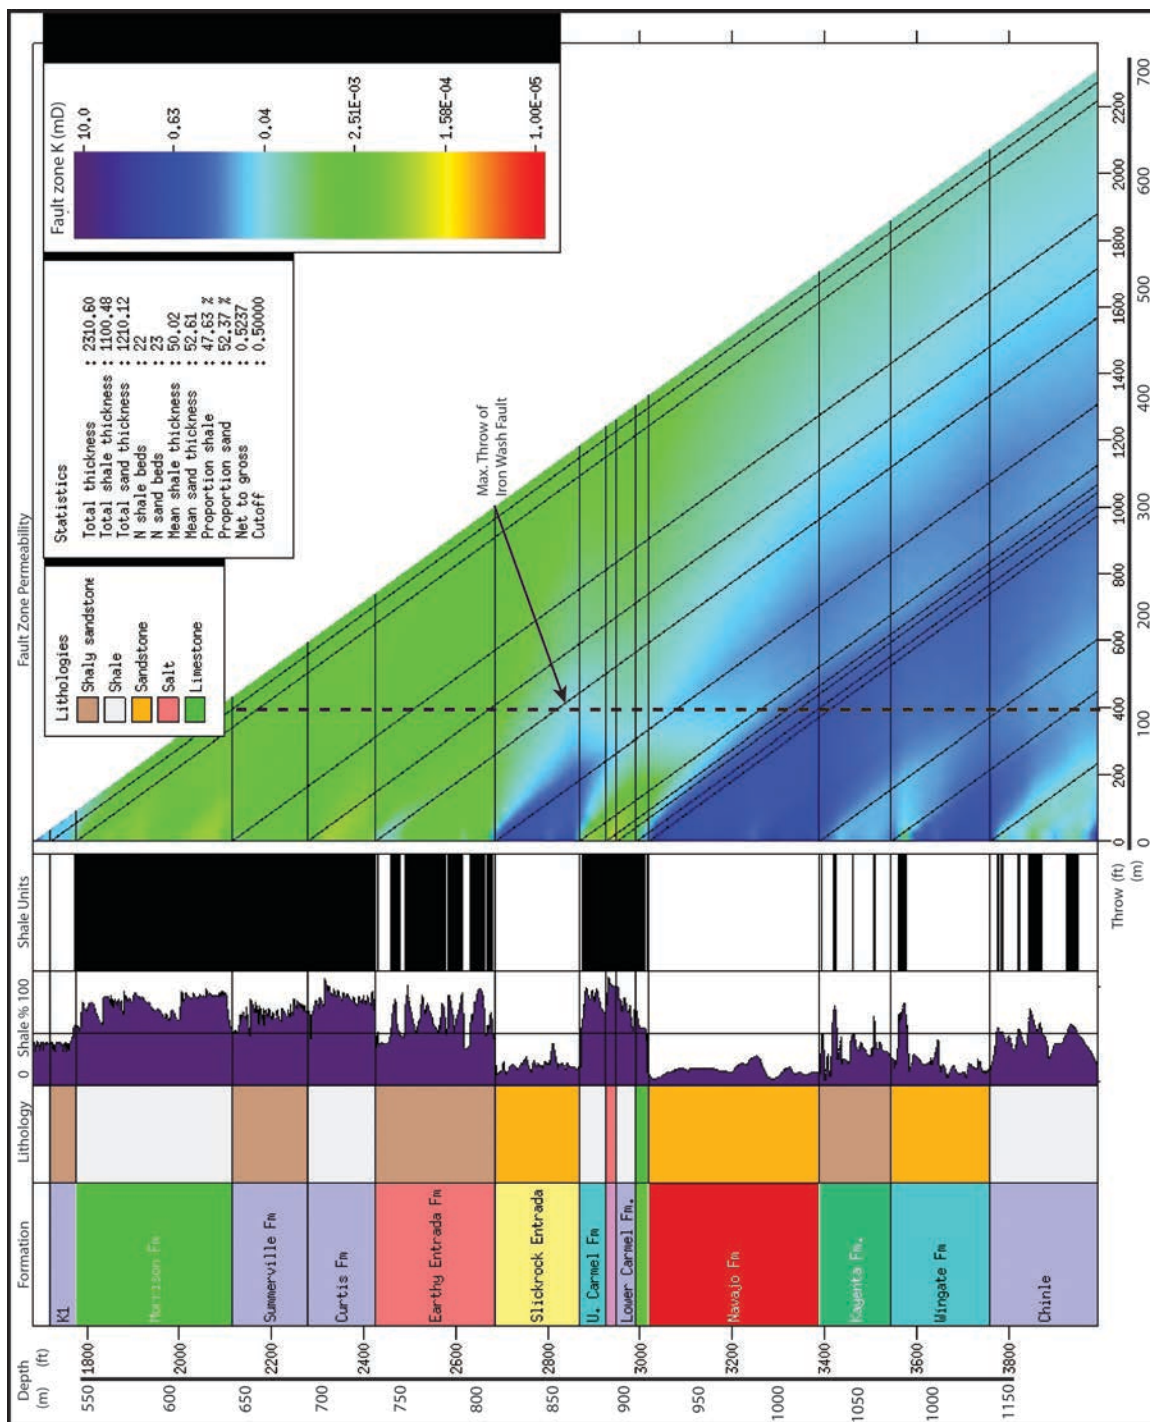 Fault Zone Permeability
Lithologies
Shaly sandstone
Shale
Sandstone
Salt
Limestone
Statistics
Total thickness : 2310.60
Total shale thickness : 1100.48
Total sand thickness : 1210.12
N shale beds : 22
N sand beds : 23
Mean shale thickness : 50.02
Mean sand thickness : 52.61
Proportion shale : 47.63 %
Proportion sand : 52.37 %
Net to gross : 0.5237
Cutoff : 0.50000
Fault zone K (mD)
10.0
0.63
0.04
2.51E-03
1.58E-04
1.00E-05
Max. Throw of
Iron Wash Fault
Depth
(m) (ft)
Formation
Lithology
0 Shale % 100
Shale Units
K1
Morrison Fm
Summerville Fm
Curtis Fm
Earthy Entrada Fm
Slickrock Entrada
U. Carmel Fm
Lower Carmel Fm.
Navajo Fm
Kayenta Fm.
Wingate Fm
Chinle
1800
2000
2200
2400
2600
2800
3000
3200
3400
3600
3800
550
600
650
700
750
800
850
900
950
1000
1050
1000
1150
Throw (ft)
(m)
0 200 400 600 800 1000 1200 1400 1600 1800 2000 2200
0 100 200 300 400 500 600 700